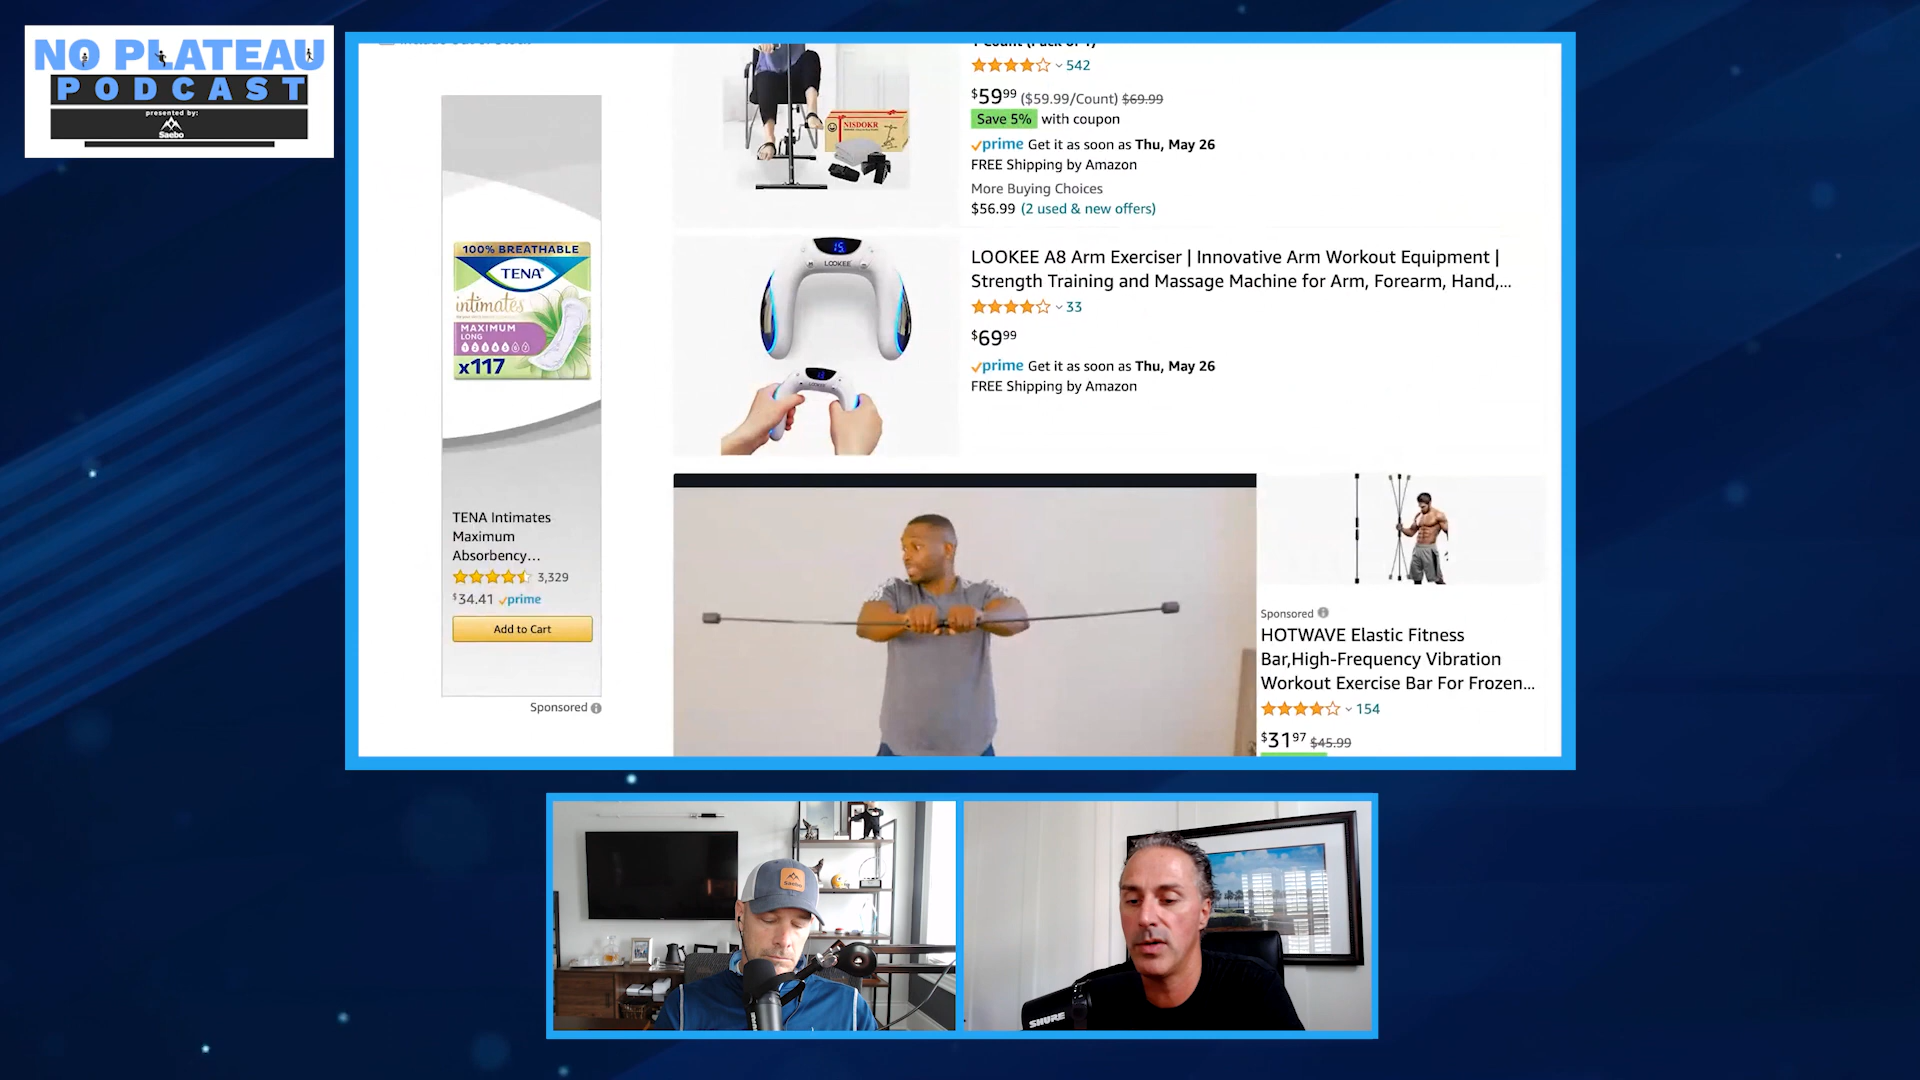 NO PLATEAU
PODCAST
presented by:
Saebo
$59.99 ($59.99/Count) $69.99
542
Save 5% with coupon
prime Get it as soon as Thu, May 26
FREE Shipping by Amazon
More Buying Choices
$56.99 (2 used & new offers)
NISDOKR
LOOKEE
LOOKEE A8 Arm Exerciser | Innovative Arm Workout Equipment |
Strength Training and Massage Machine for Arm, Forearm, Hand,...
33
$69.99
prime Get it as soon as Thu, May 26
FREE Shipping by Amazon
100% BREATHABLE
TENA
intimates
MAXIMUM
LONG
x117
TENA Intimates
Maximum
Absorbency...
3,329
$34.41 prime
Add to Cart
Sponsored
Sponsored
HOTWAVE Elastic Fitness
Bar,High-Frequency Vibration
Workout Exercise Bar For Frozen...
154
$31.97 $45.99
Saebo
SHURE
SHURE